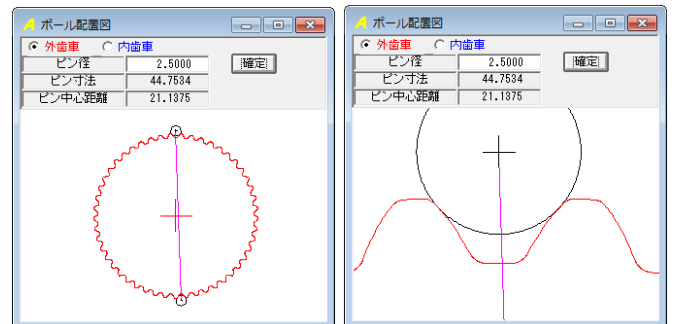 ボール配置図
外歯車 内歯車
ピン径 2.5000 確定
ピン寸法 44.7534
ピン中心距離 21.1375
ボール配置図
外歯車 内歯車
ピン径 2.5000 確定
ピン寸法 44.7534
ピン中心距離 21.1375